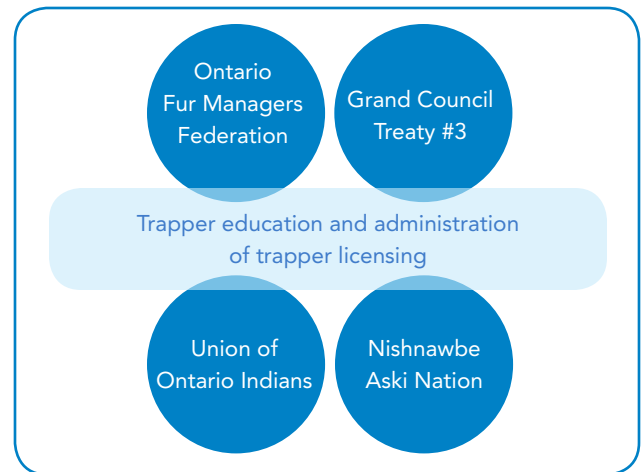 Ontario
Fur Managers
Federation
Grand Council
Treaty #3
Trapper education and administration
of trapper licensing
Union of
Ontario Indians
Nishnawbe
Aski Nation